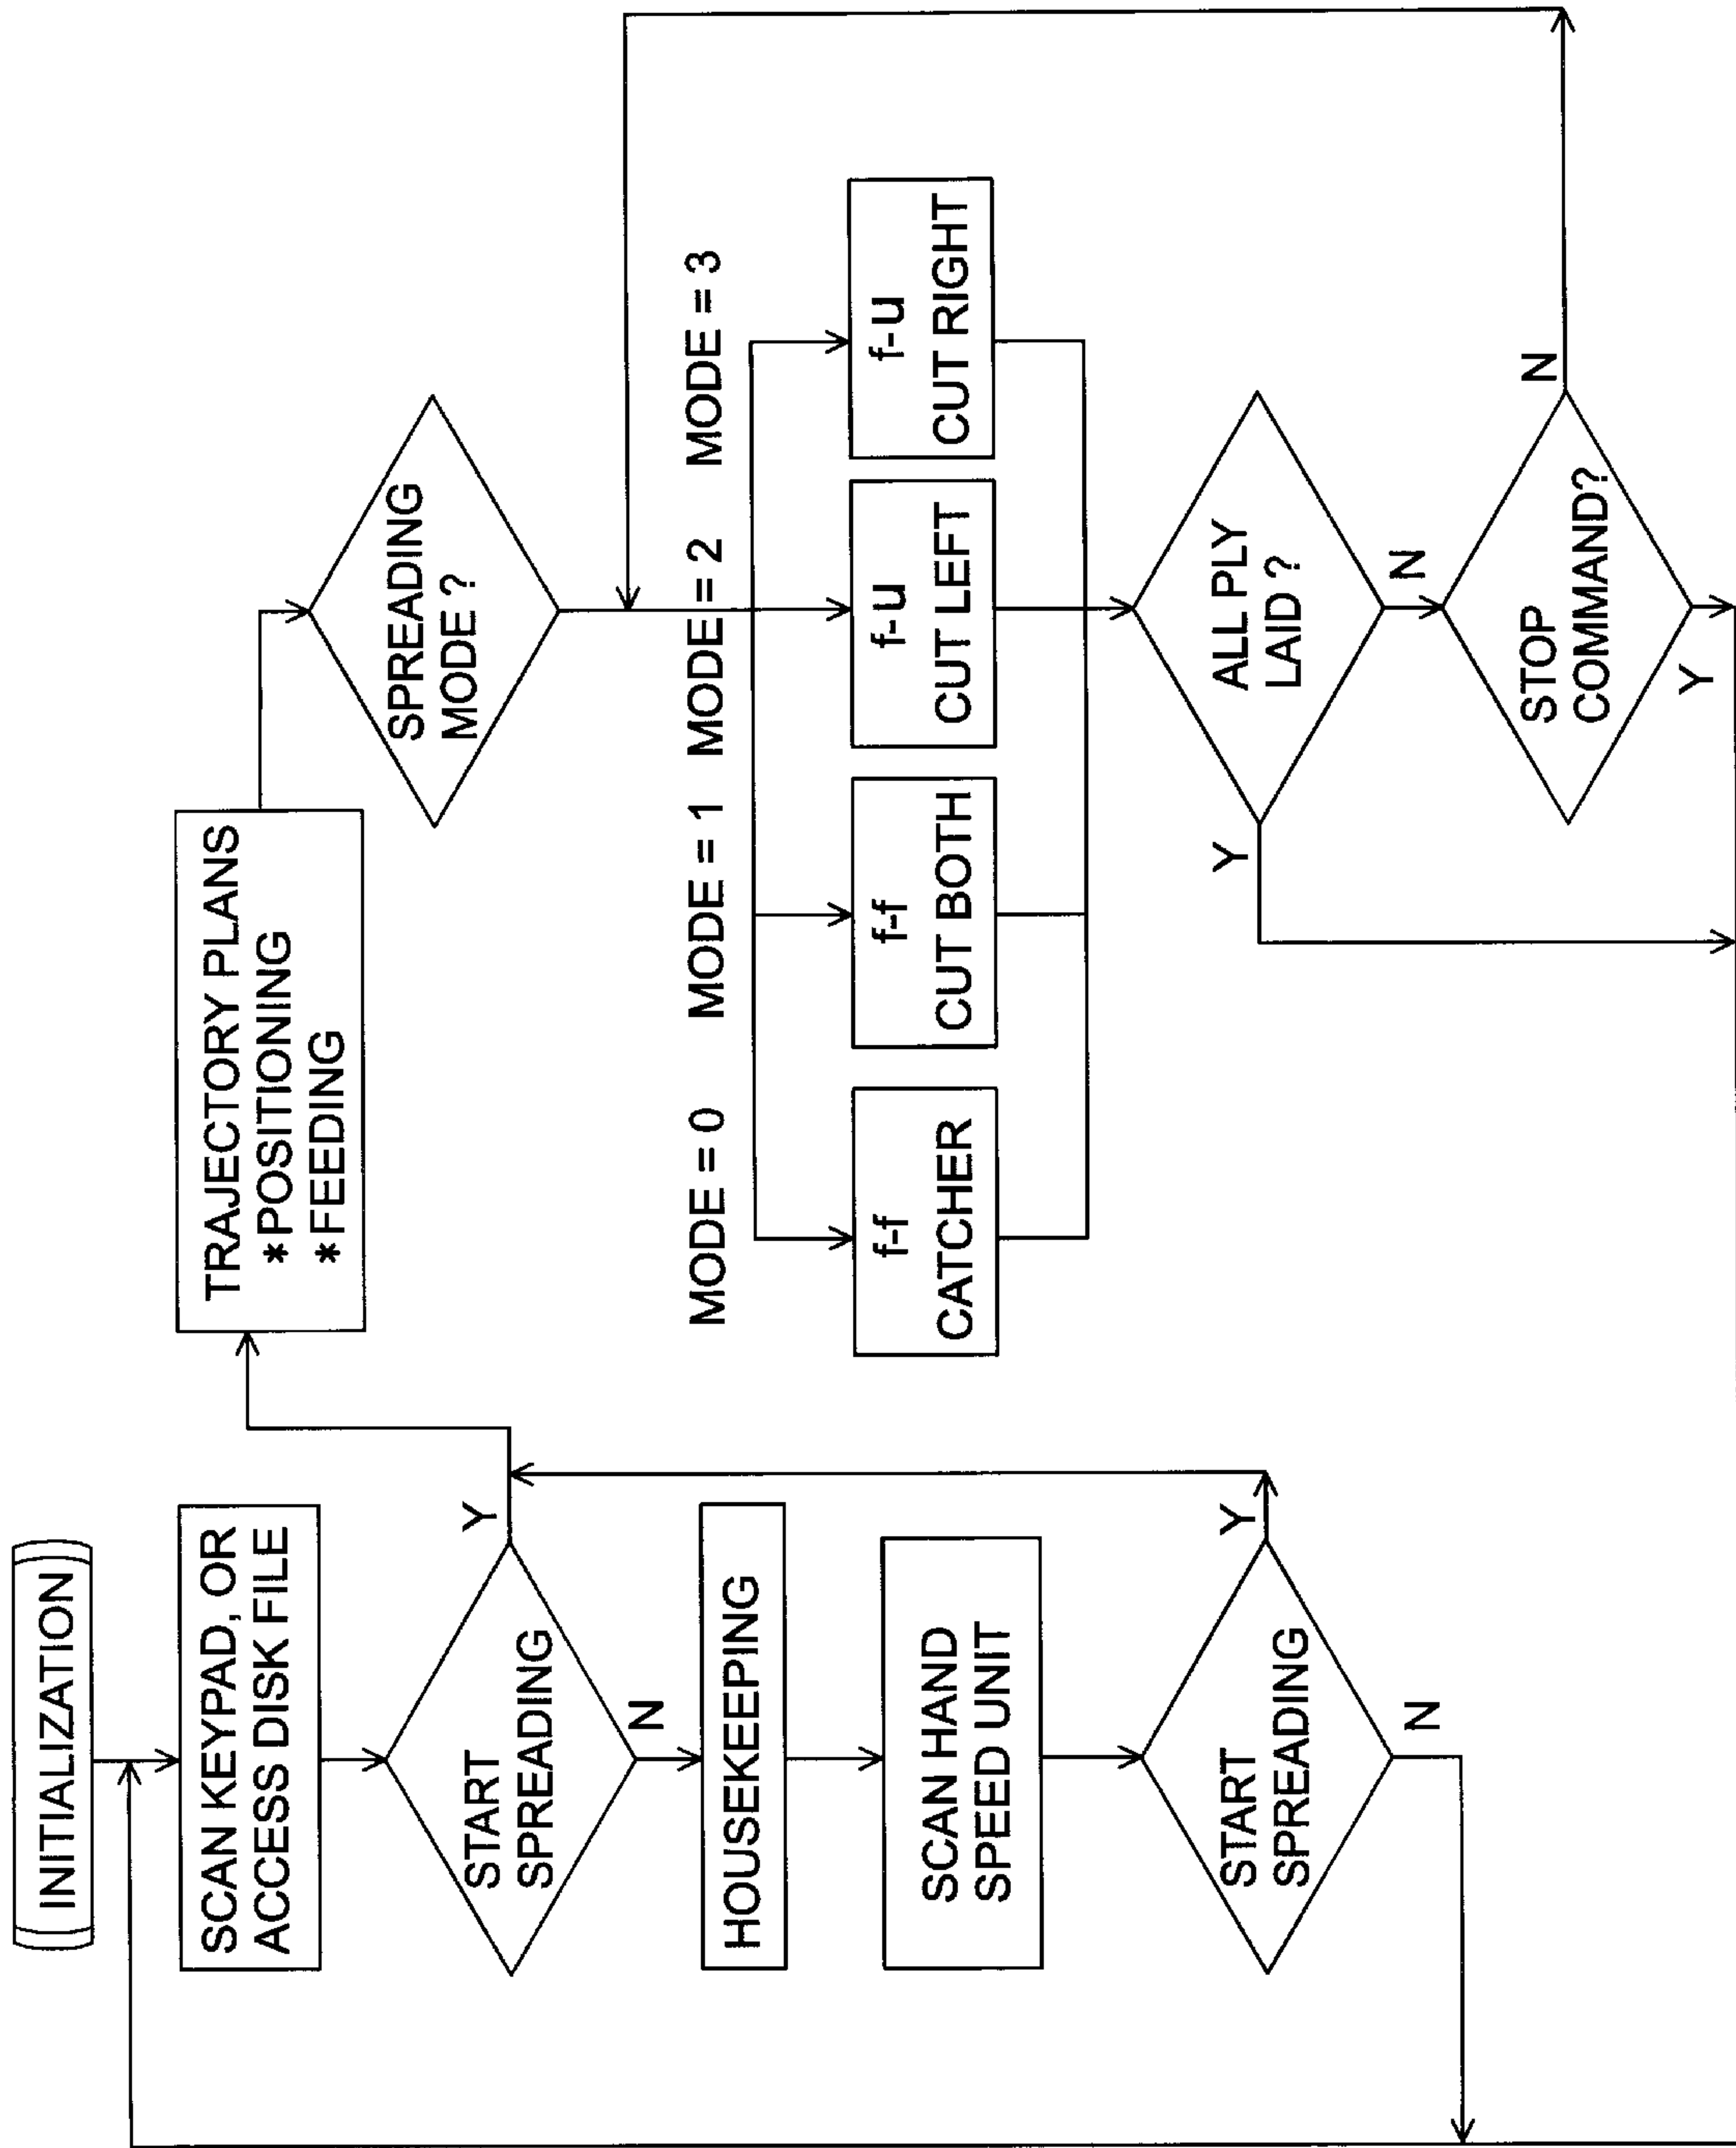 INITIALIZATION
SCAN KEYPAD, OR
ACCESS DISK FILE
START
SPREADING
Y
N
HOUSEKEEPING
SCAN HAND
SPEED UNIT
START
SPREADING
Y
N
TRAJECTORY PLANS
*POSITIONING
*FEEDING
SPREADING
MODE ?
MODE = 0 MODE = 1 MODE = 2 MODE = 3
f-f
CATCHER
f-f
CUT BOTH
f-u
CUT LEFT
f-u
CUT RIGHT
ALL PLY
LAID ?
Y
N
STOP
COMMAND?
N
Y